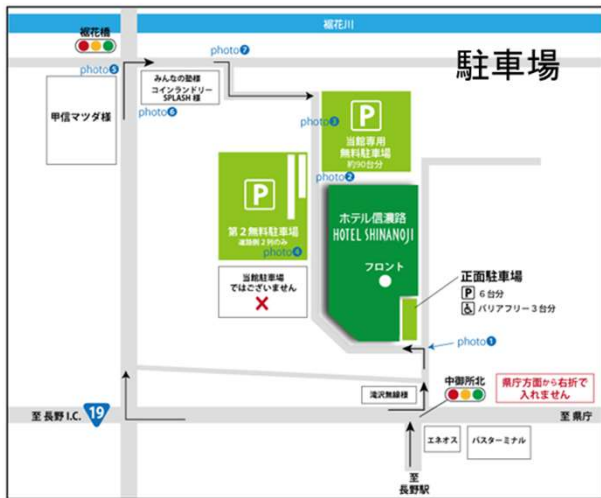 裾花川
裾花橋
駐車場
photo❼
photo❺
みんなの塾様
コインランドリー
SPLASH 様
photo❻
甲信マツダ様
P
photo❸
当館専用
無料駐車場
約90台分
photo❷
P
第2無料駐車場
道路側2列のみ
photo❹
ホテル信濃路
HOTEL SHINANOJI
フロント
当館駐車場
ではございません
×
正面駐車場
P 6台分
バリアフリー3台分
photo❶
滝沢無線様
中御所北
県庁方面から右折で
入れません
至 長野 I.C.
19
至 県庁
エネオス
バスターミナル
至
長野駅